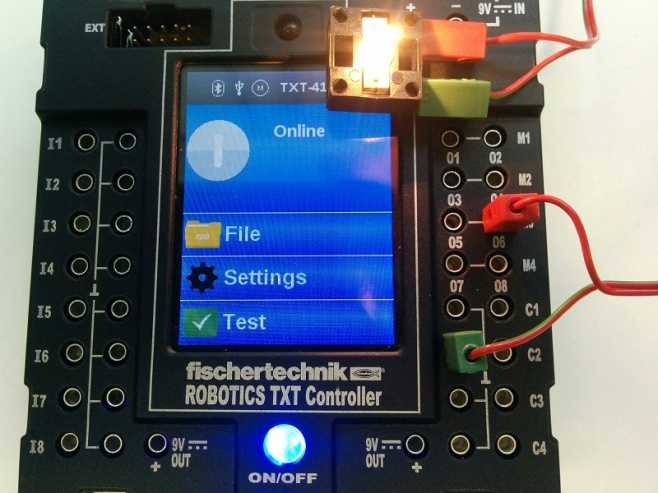 EXT
+ − 9V IN
TXT-41
Online
File
Settings
Test
I1
I2
I3
I4
I5
I6
I7
I8
O1 O2 M1
M2
O3
O5 O6
M4
O7 O8
C1
C2
C3
C4
fischertechnik
ROBOTICS TXT Controller
9V
OUT
+
ON/OFF
9V
OUT
+